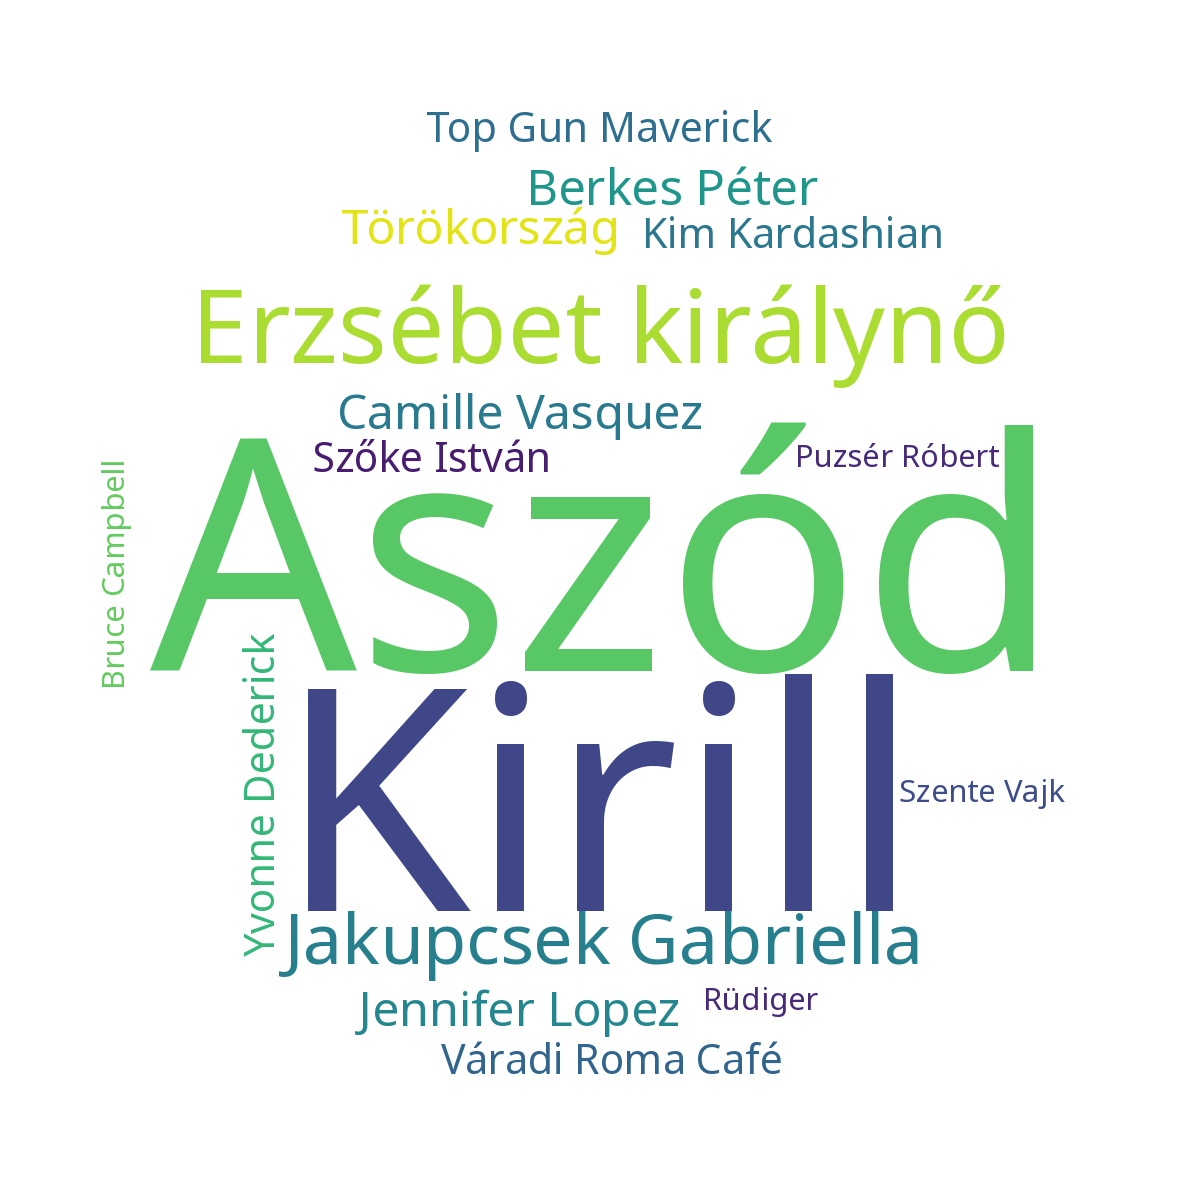 Top Gun Maverick
Berkes Péter
Törökország
Kim Kardashian
Erzsébet királynő
Camille Vasquez
Szőke István
Puzsér Róbert
Aszód
Bruce Campbell
Yvonne Dederick
Kirill
Szente Vajk
Jakupcsek Gabriella
Jennifer Lopez
Rüdiger
Váradi Roma Café